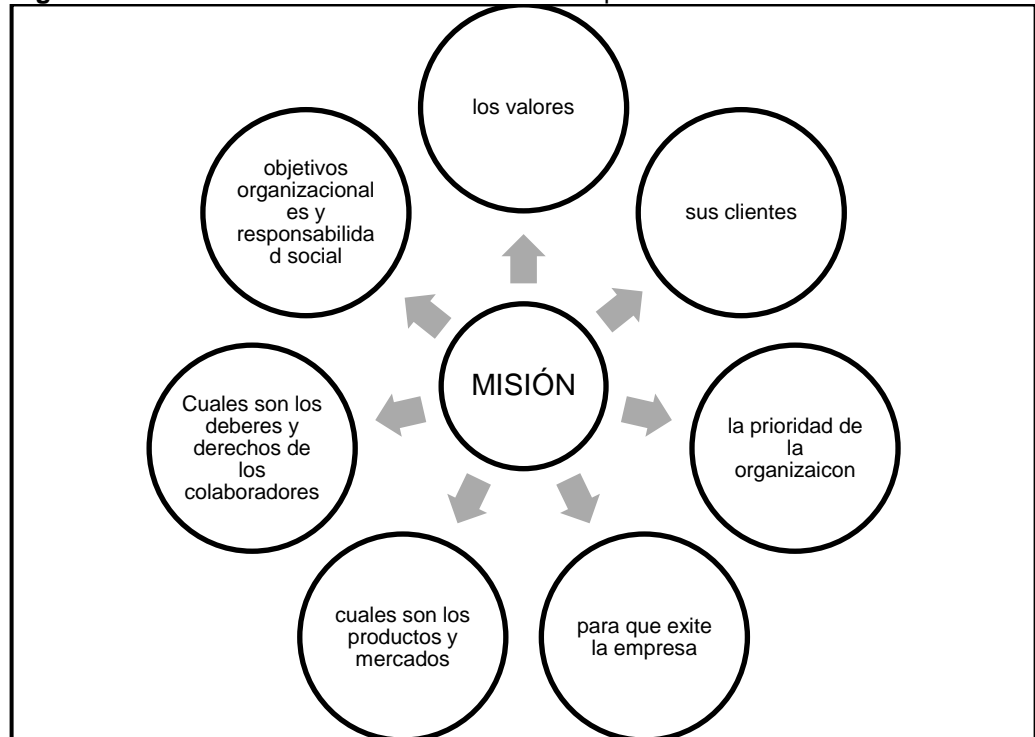 los valores
sus clientes
la prioridad de
la
organizaicon
para que exite
la empresa
cuales son los
productos y
mercados
Cuales son los
deberes y
derechos de
los
colaboradores
objetivos
organizacional
es y
responsabilida
d social
MISIÓN